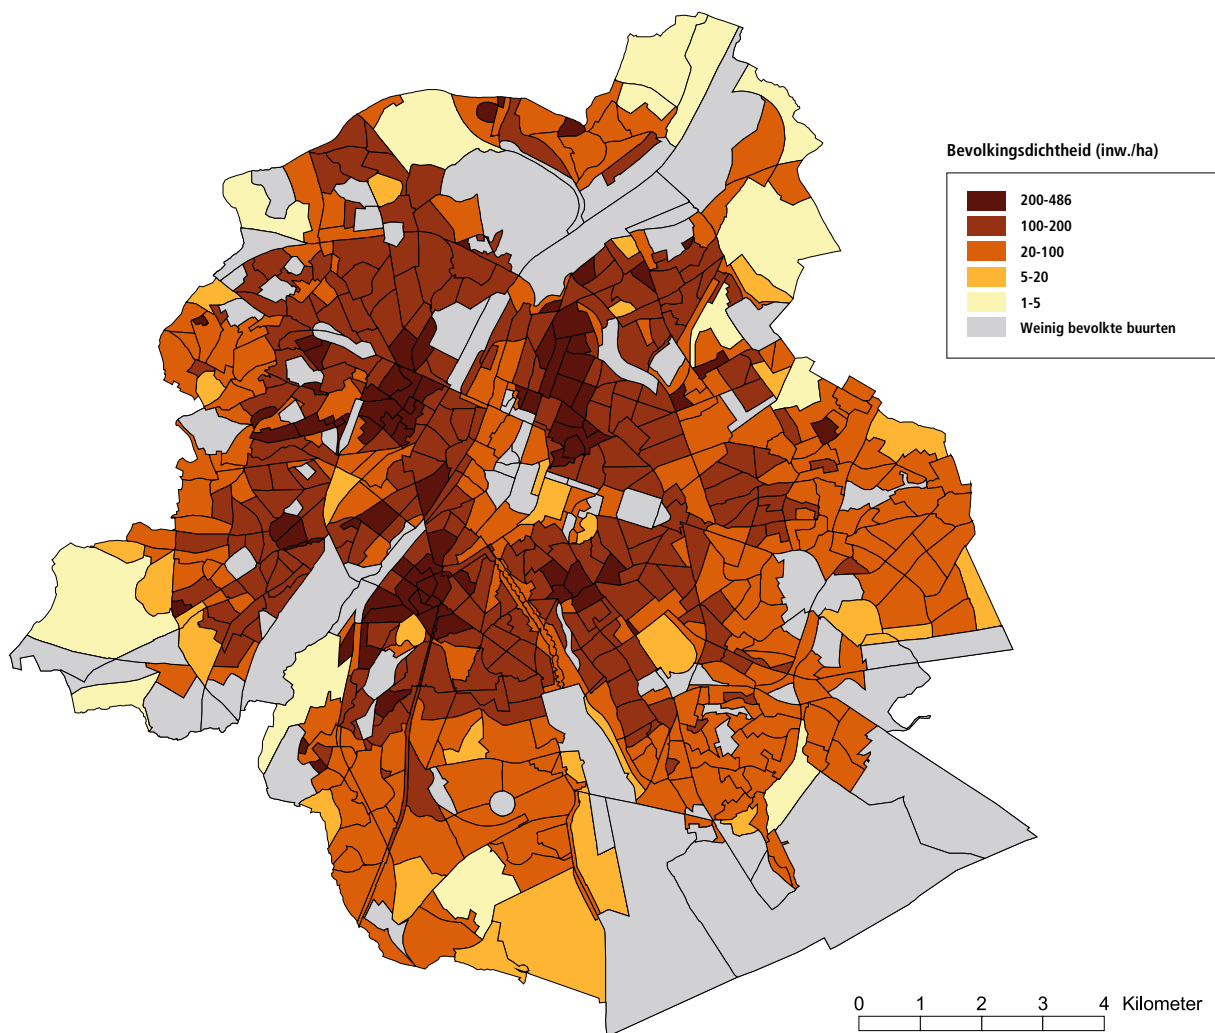 Bevolkingsdichtheid (inw./ha)
200-486
100-200
20-100
5-20
1-5
Weinig bevolkte buurten
0 1 2 3 4 Kilometer